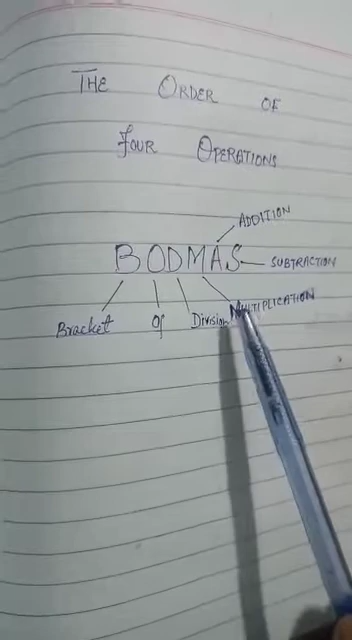 THE ORDER OF
FOUR OPERATIONS
ADDITION
BODMAS
SUBTRACTION
MULTIPLICATION
Bracket Of Division